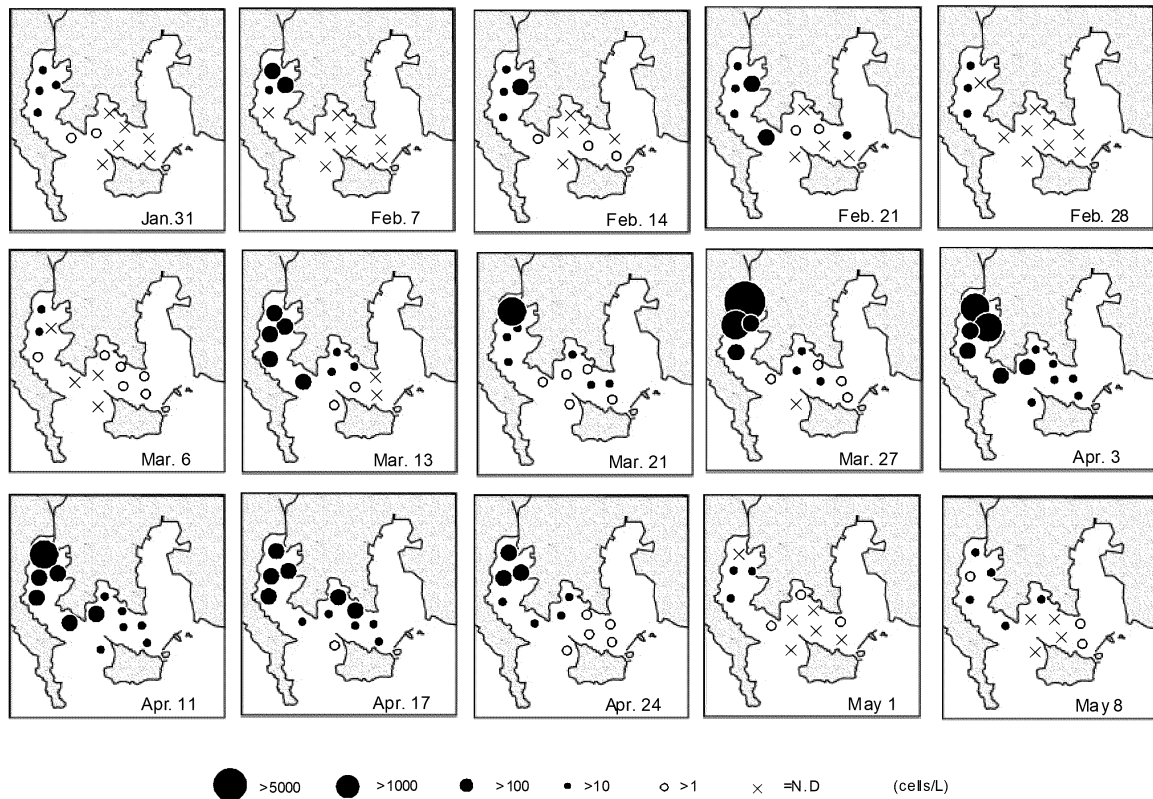 Jan.31 Feb. 7 Feb. 14 Feb. 21 Feb. 28
Mar. 6 Mar. 13 Mar. 21 Mar. 27 Apr. 3
Apr. 11 Apr. 17 Apr. 24 May 1 May 8
>5000 >1000 >100 >10 >1 =N.D (cells/L)